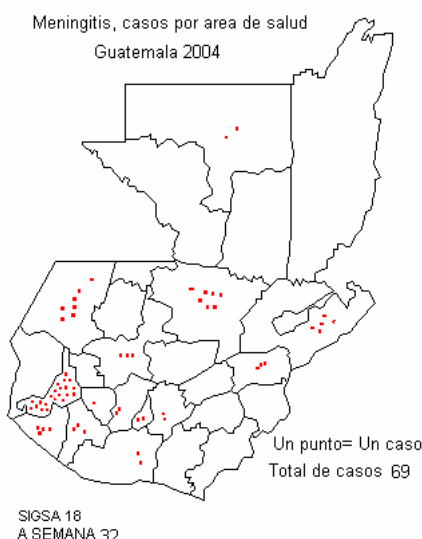 Meningitis, casos por area de salud
Guatemala 2004
Un punto= Un caso
Total de casos 69
SIGSA 18
A SEMANA 32